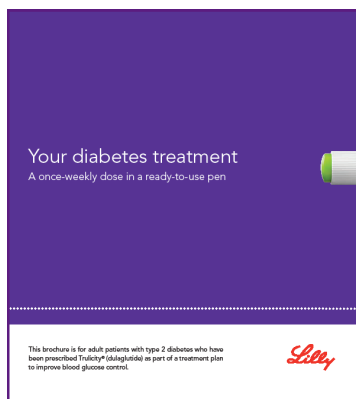 Your diabetes treatment
A once-weekly dose in a ready-to-use pen
This brochure is for adult patients with type 2 diabetes who have
been prescribed Trulicity® (dulaglutide) as part of a treatment plan
to improve blood glucose control.
Lilly